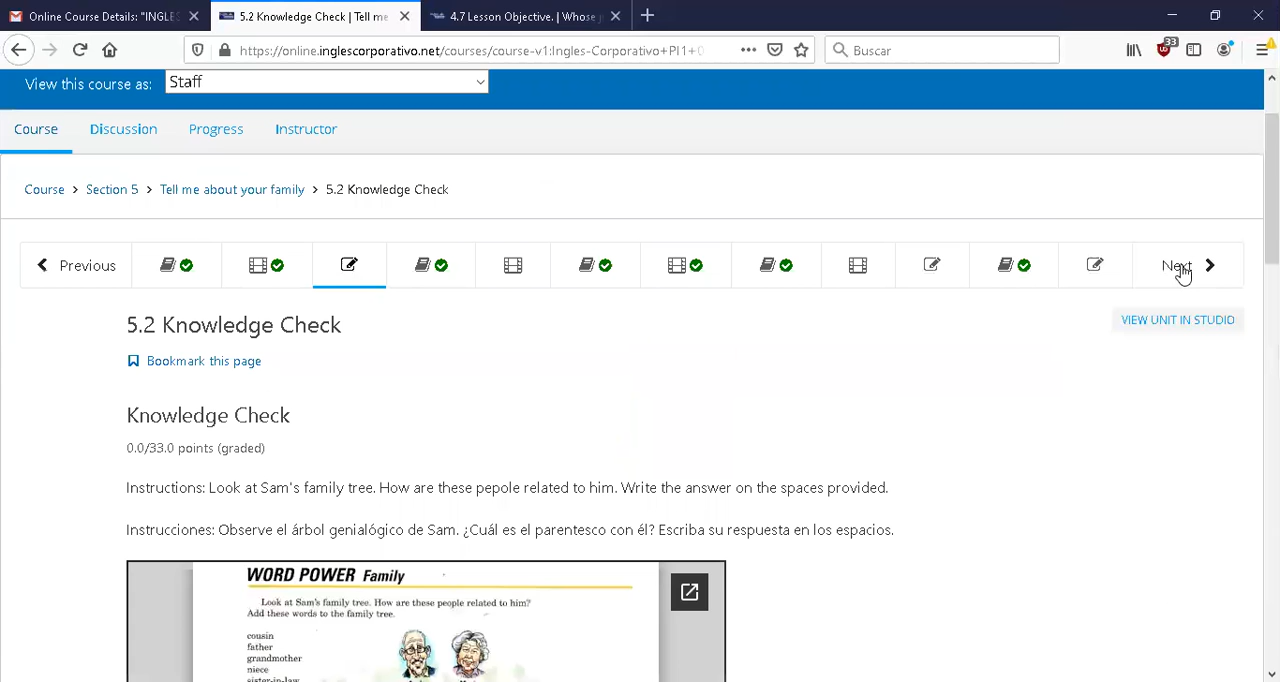 Online Course Details: "INGLES
5.2 Knowledge Check | Tell me
4.7 Lesson Objective. | Whose j
https://online.inglescorporativo.net/courses/course-v1:Ingles-Corporativo+PI1+
Buscar
33
View this course as:
Staff
Course
Discussion
Progress
Instructor
Course > Section 5 > Tell me about your family > 5.2 Knowledge Check
Previous
Next
5.2 Knowledge Check
VIEW UNIT IN STUDIO
Bookmark this page
Knowledge Check
0.0/33.0 points (graded)
Instructions: Look at Sam's family tree. How are these pepole related to him. Write the answer on the spaces provided.
Instrucciones: Observe el árbol genialógico de Sam. ¿Cuál es el parentesco con él? Escriba su respuesta en los espacios.
WORD POWER Family
Look at Sam's family tree. How are these people related to him?
Add these words to the family tree.
cousin
father
grandmother
niece
sister-in-law